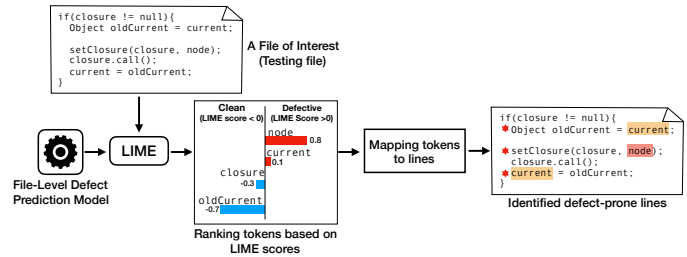 if(closure != null){
Object oldCurrent = current;
setClosure(closure, node);
closure.call();
current = oldCurrent;
}
A File of Interest
(Testing file)
File-Level Defect
Prediction Model
LIME
Clean
(LIME score < 0)
Defective
(LIME Score >0)
node
0.8
current
0.1
closure
-0.3
oldCurrent
-0.7
Ranking tokens based on
LIME scores
Mapping tokens
to lines
if(closure != null){
Object oldCurrent = current;
setClosure(closure, node);
closure.call();
current = oldCurrent;
}
Identified defect-prone lines